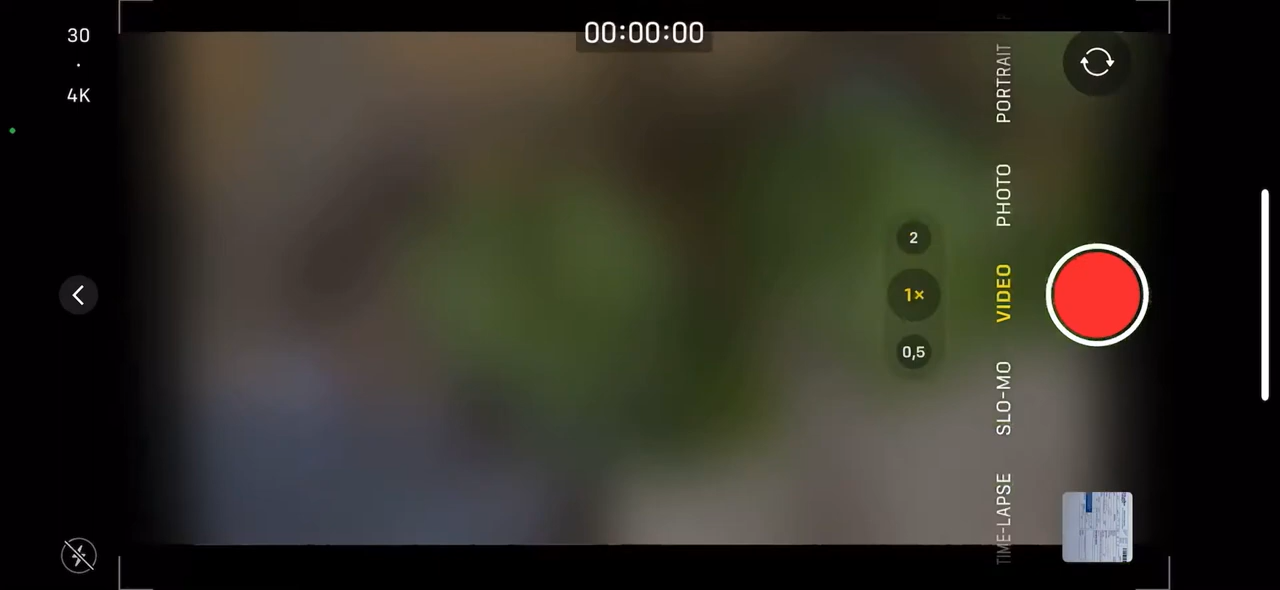 30
4K
00:00:00
PORTRAIT
PHOTO
VIDEO
SLO-MO
TIME-LAPSE
2
1×
0,5